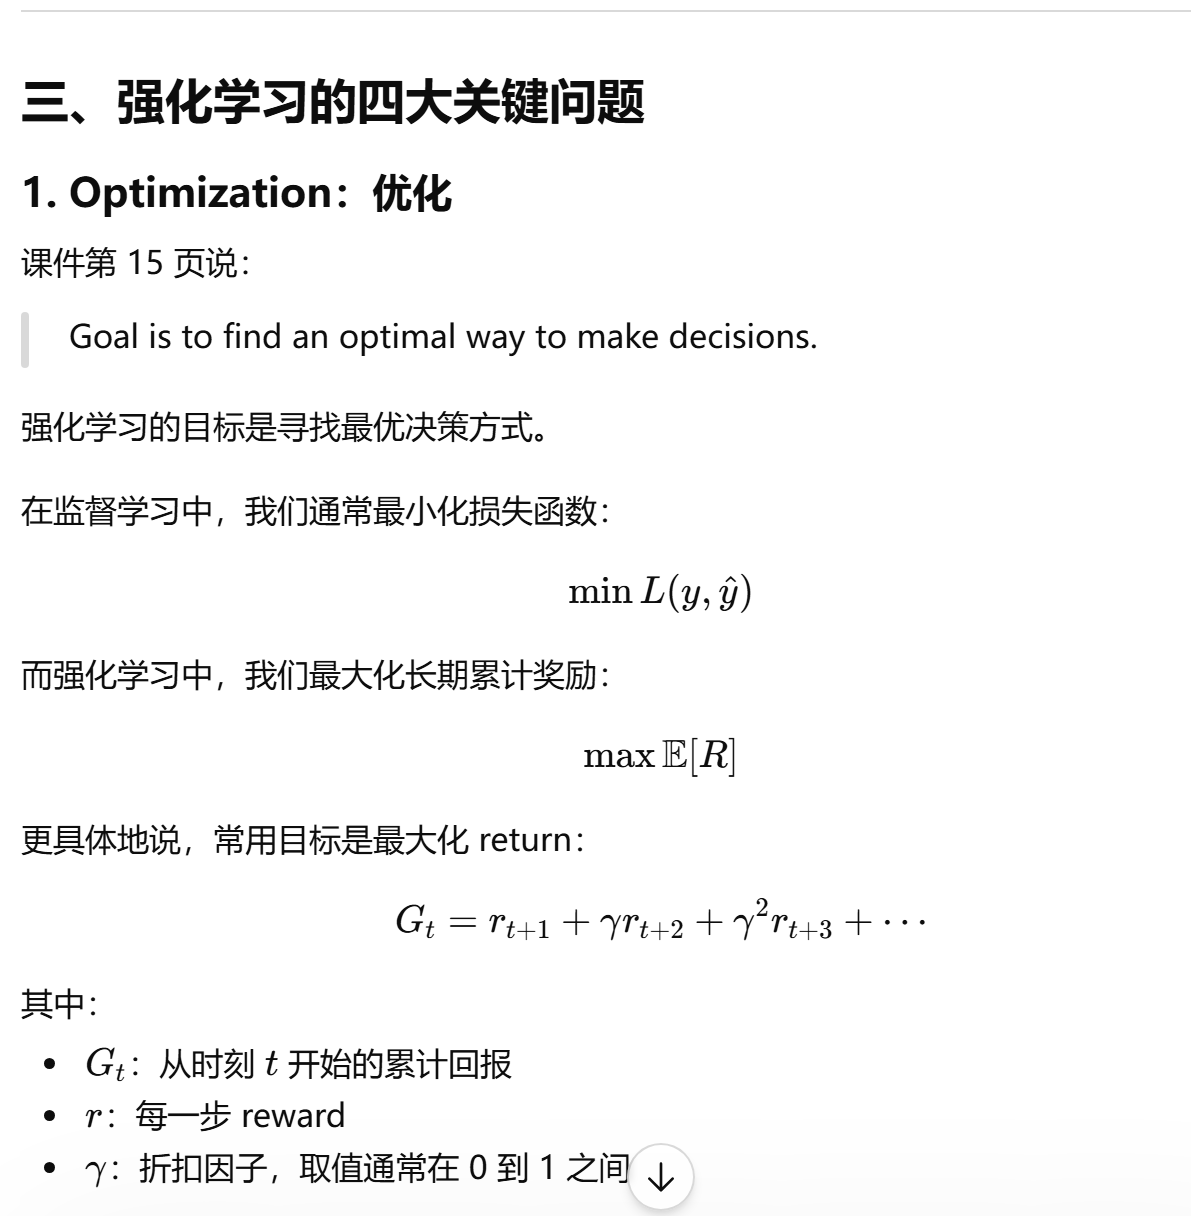 三、强化学习的四大关键问题
1. Optimization：优化
课件第 15 页说：
Goal is to find an optimal way to make decisions.
强化学习的目标是寻找最优决策方式。
在监督学习中，我们通常最小化损失函数：
min L(y, ŷ)
而强化学习中，我们最大化长期累计奖励：
max 𝔼[R]
更具体地说，常用目标是最大化 return：
G_t = r_{t+1} + γr_{t+2} + γ²r_{t+3} + ⋯
其中：
• G_t：从时刻 t 开始的累计回报
• r：每一步 reward
• γ：折扣因子，取值通常在 0 到 1 之间